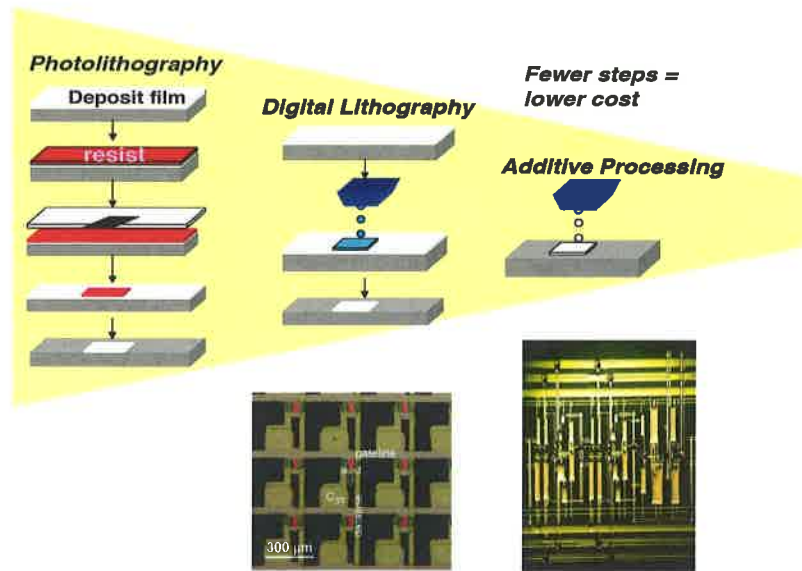 Photolithography
Deposit film
resist
Digital Lithography
Fewer steps =
lower cost
Additive Processing
gateline
300 µm